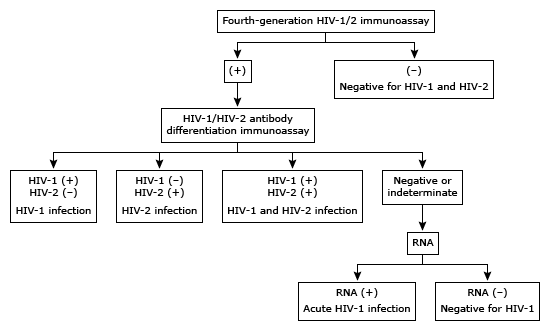 Fourth-generation HIV-1/2 immunoassay
(+)
(–)
Negative for HIV-1 and HIV-2
HIV-1/HIV-2 antibody
differentiation immunoassay
HIV-1 (+)
HIV-2 (–)
HIV-1 infection
HIV-1 (–)
HIV-2 (+)
HIV-2 infection
HIV-1 (+)
HIV-2 (+)
HIV-1 and HIV-2 infection
Negative or
indeterminate
RNA
RNA (+)
Acute HIV-1 infection
RNA (–)
Negative for HIV-1